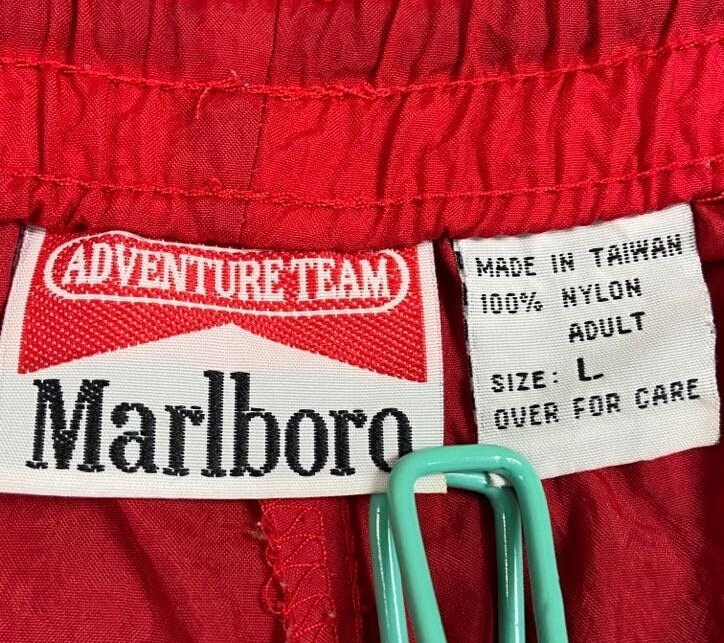 ADVENTURE TEAM
Marlboro
MADE IN TAIWAN
100% NYLON
ADULT
SIZE: L
OVER FOR CARE